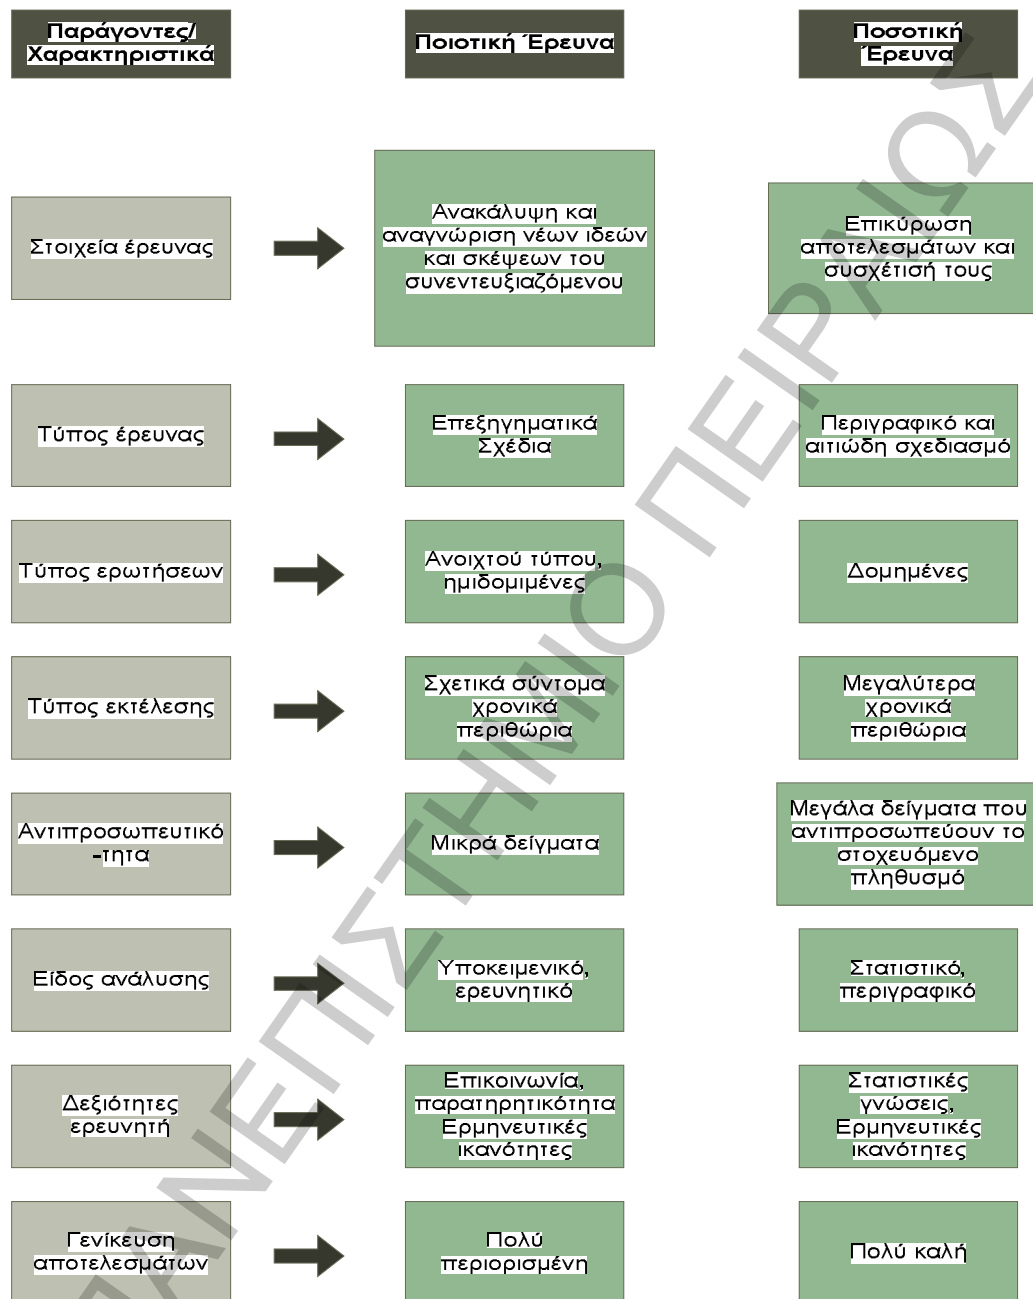 Παράγοντες/
Χαρακτηριστικά
Ποιοτική Έρευνα
Ποσοτική
Έρευνα
Στοιχεία έρευνας
Ανακάλυψη και
αναγνώριση νέων ιδεών
και σκέψεων του
συνεντευξιαζόμενου
Επικύρωση
αποτελεσμάτων και
συσχέτισή τους
Τύπος έρευνας
Επεξηγηματικά
Σχέδια
Περιγραφικό και
αιτιώδη σχεδιασμό
Τύπος ερωτήσεων
Ανοιχτού τύπου,
ημιδομιμένες
Δομημένες
Τύπος εκτέλεσης
Σχετικά σύντομα
χρονικά
περιθώρια
Μεγαλύτερα
χρονικά
περιθώρια
Αντιπροσωπευτικό
-τητα
Μικρά δείγματα
Μεγάλα δείγματα που
αντιπροσωπεύουν το
στοχευόμενο
πληθυσμό
Είδος ανάλυσης
Υποκειμενικό,
ερευνητικό
Στατιστικό,
περιγραφικό
Δεξιότητες
ερευνητή
Επικοινωνία,
παρατηρητικότητα
Ερμηνευτικές
ικανότητες
Στατιστικές
γνώσεις,
Ερμηνευτικές
ικανότητες
Γενίκευση
αποτελεσμάτων
Πολύ
περιορισμένη
Πολύ καλή
ΠΑΝΕΠΙΣΤΗΜΙΟ ΠΕΙΡΑΙΩΣ